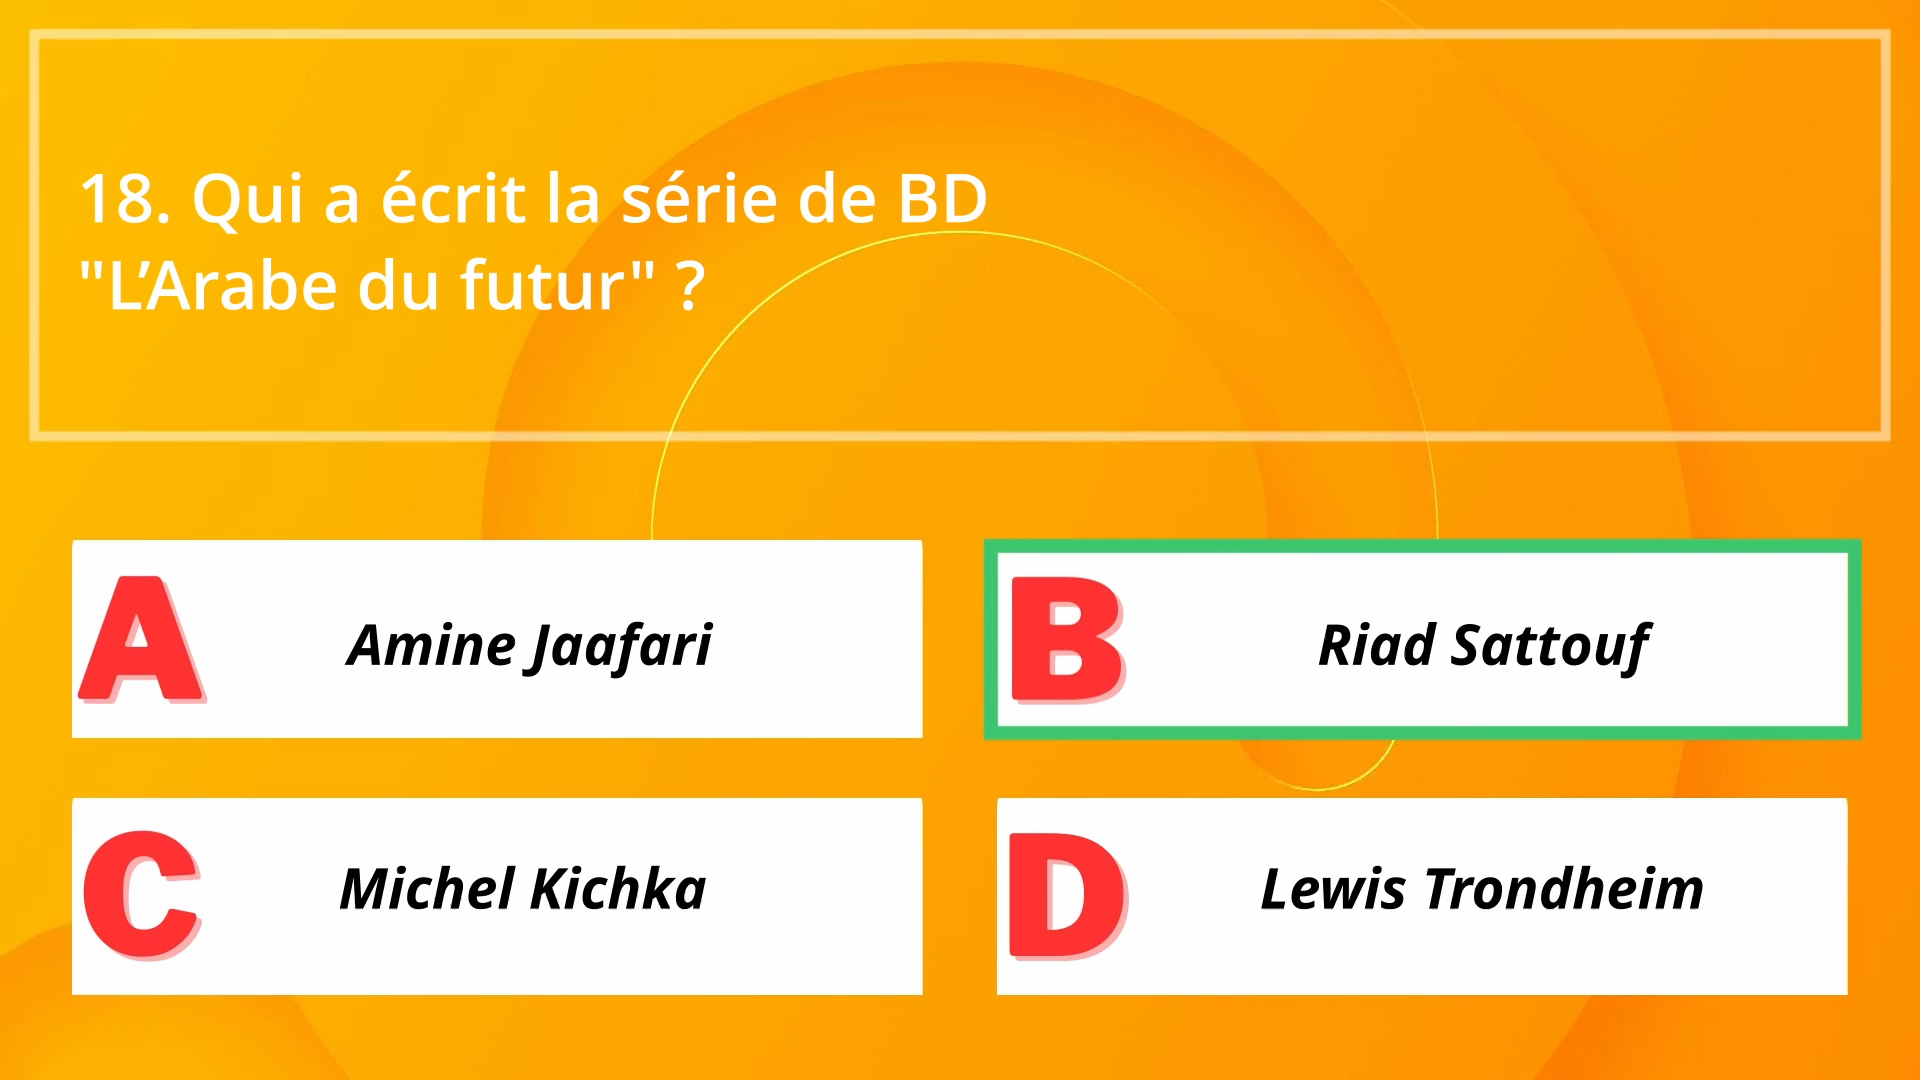 18. Qui a écrit la série de BD
"L’Arabe du futur" ?
A Amine Jaafari
B Riad Sattouf
C Michel Kichka
D Lewis Trondheim